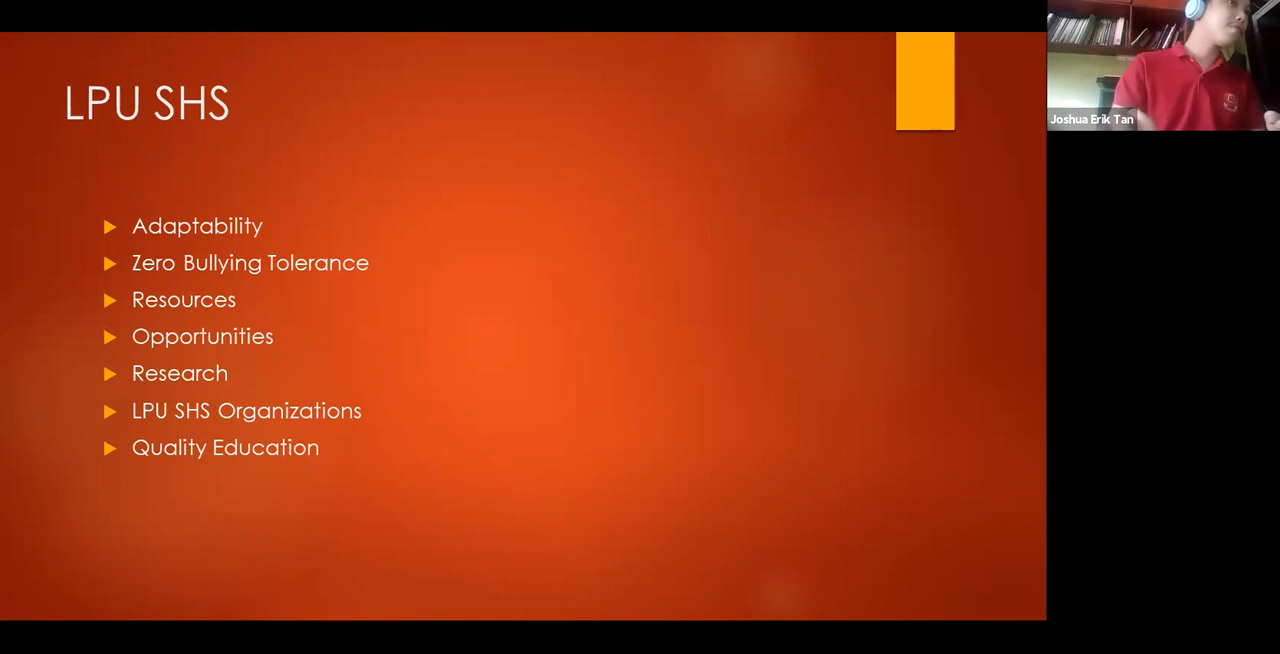 LPU SHS
Adaptability
Zero Bullying Tolerance
Resources
Opportunities
Research
LPU SHS Organizations
Quality Education
Joshua Erik Tan